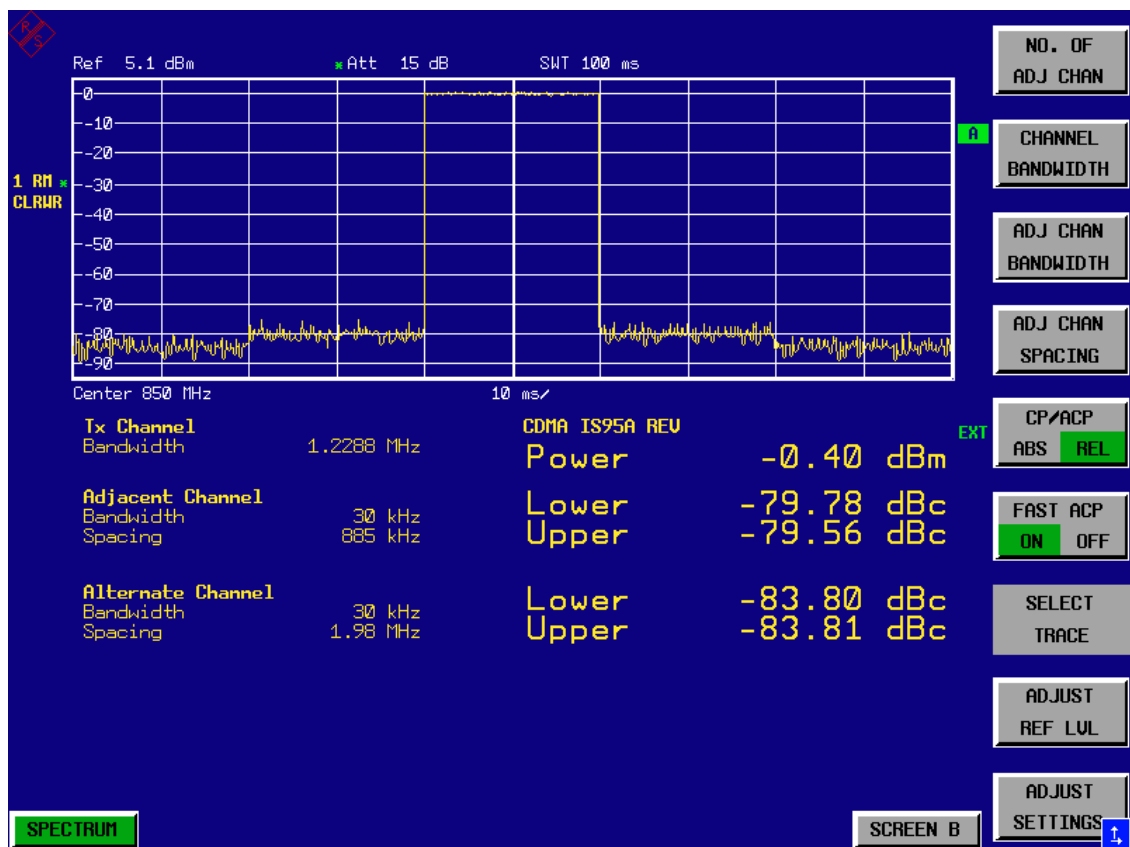 R S
Ref 5.1 dBm *Att 15 dB SWT 100 ms
0
-10
-20
-30
-40
-50
-60
-70
-80
-90
1 RM *
CLRWR
A
Center 850 MHz 10 ms/
Tx Channel
Bandwidth 1.2288 MHz
CDMA IS95A REV
Power -0.40 dBm
EXT
Adjacent Channel
Bandwidth 30 kHz
Spacing 885 kHz
Lower -79.78 dBc
Upper -79.56 dBc
Alternate Channel
Bandwidth 30 kHz
Spacing 1.98 MHz
Lower -83.80 dBc
Upper -83.81 dBc
NO. OF
ADJ CHAN
CHANNEL
BANDWIDTH
ADJ CHAN
BANDWIDTH
ADJ CHAN
SPACING
CP/ACP
ABS REL
FAST ACP
ON OFF
SELECT
TRACE
ADJUST
REF LVL
ADJUST
SETTINGS
SPECTRUM
SCREEN B